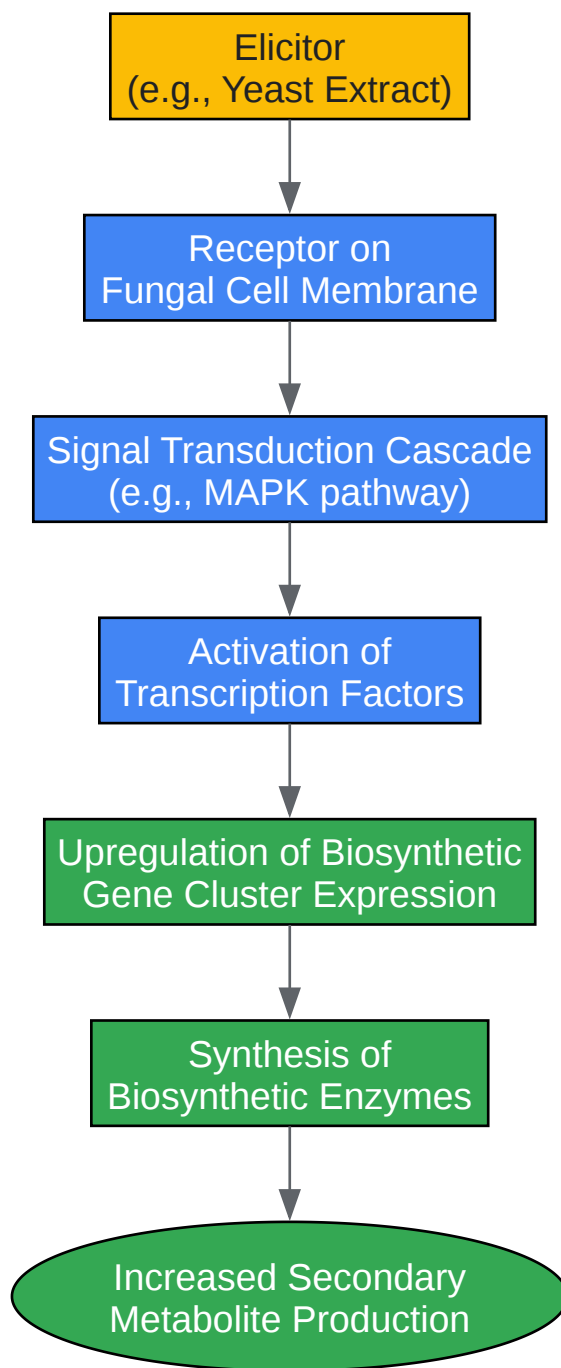 Elicitor
(e.g., Yeast Extract)
Receptor on
Fungal Cell Membrane
Signal Transduction Cascade
(e.g., MAPK pathway)
Activation of
Transcription Factors
Upregulation of Biosynthetic
Gene Cluster Expression
Synthesis of
Biosynthetic Enzymes
Increased Secondary
Metabolite Production